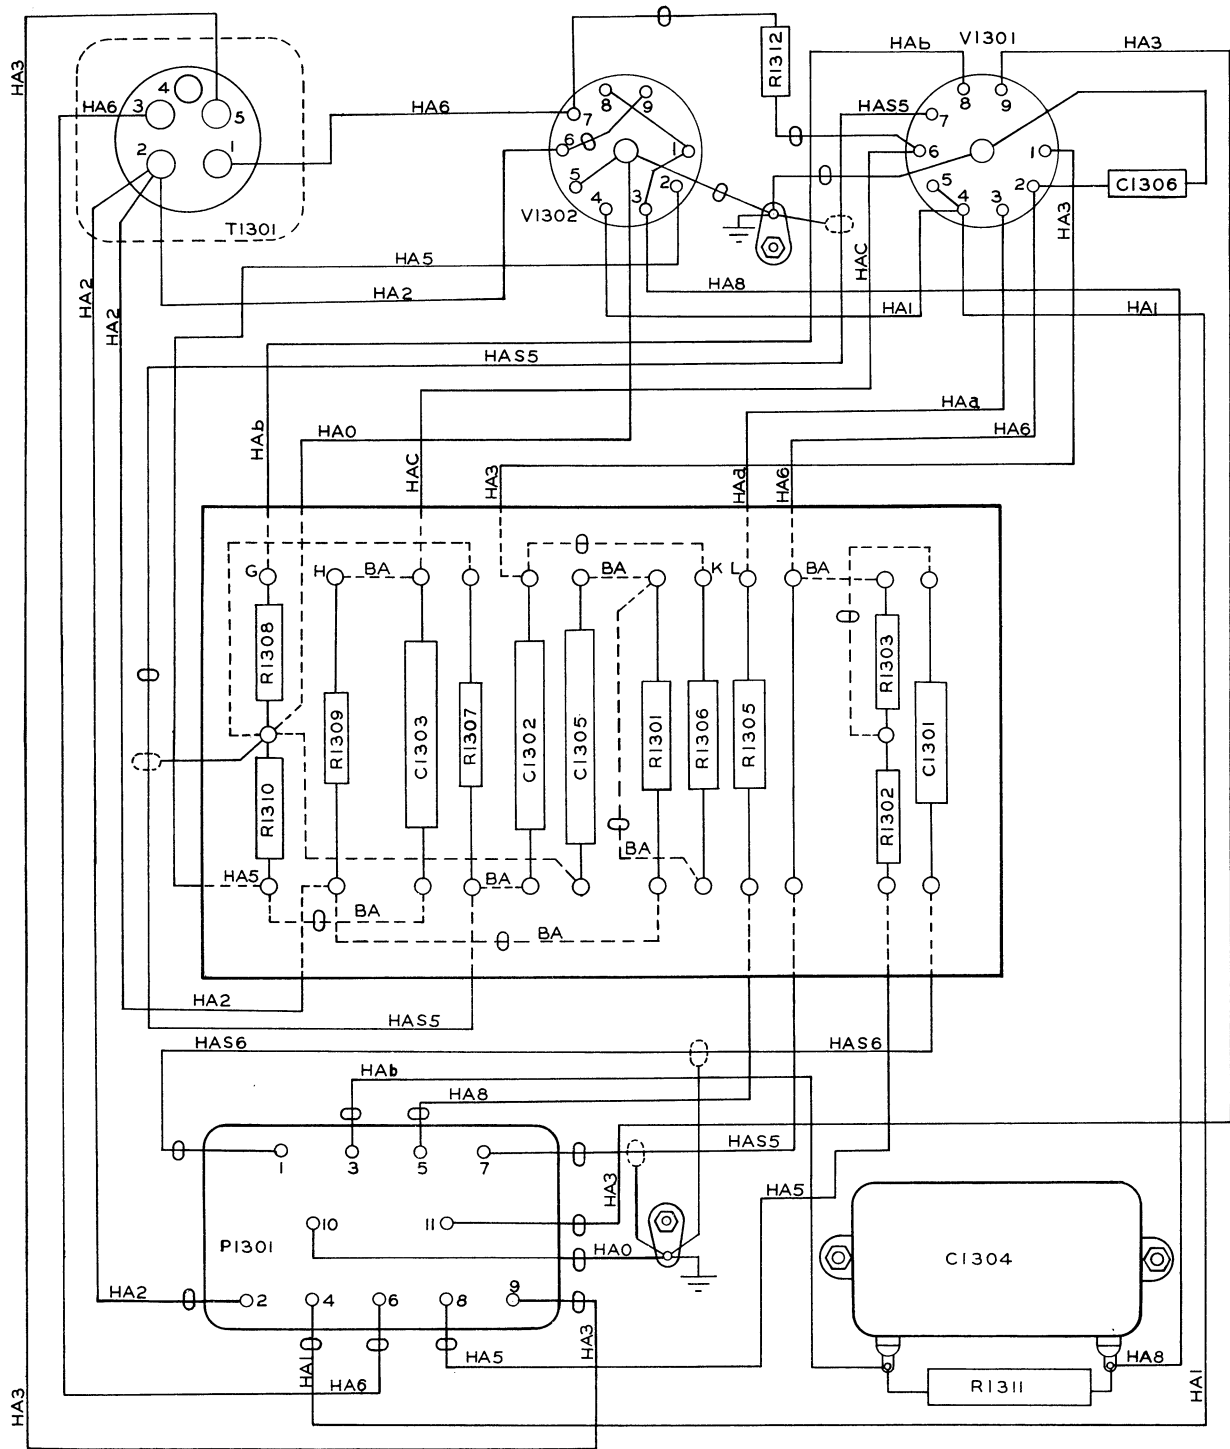 HA3
HA6
4
3
5
2
1
T1301
HA6
R1312
8
9
7
6
1
5
2
4
3
V1302
HAb
V1301
HA3
HAS5
8
9
7
6
1
5
2
4
3
C1306
HA3
HA5
HA2
HA2
HA2
HAC
HA8
HA1
HA1
HAS5
HAb
HA0
HAC
HA3
HAa
HAa
HA6
HA6
G
H
BA
BA
K
L
BA
R1308
R1310
R1309
C1303
R1307
C1302
C1305
R1301
R1306
R1305
R1303
R1302
C1301
HA5
BA
BA
BA
BA
HA2
HAS5
HAS6
HAS6
HAb
HA8
1
3
5
7
HAS5
HA3
HA5
10
11
P1301
HA0
C1304
HA2
2
4
6
8
9
HA1
HA6
HA5
HA3
HA8
R1311
HA1
HA3